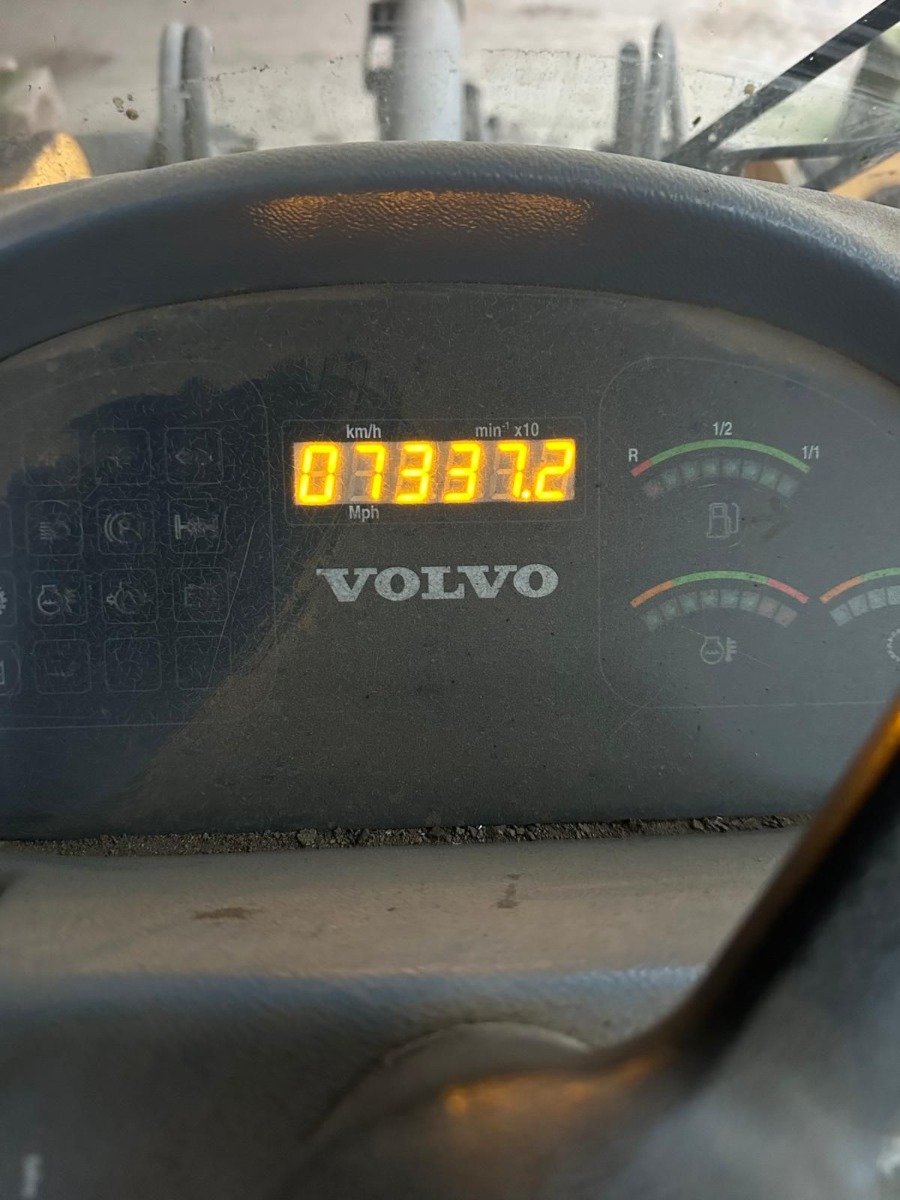 km/h min⁻¹ x10
07337.2
Mph
VOLVO
R 1/2 1/1